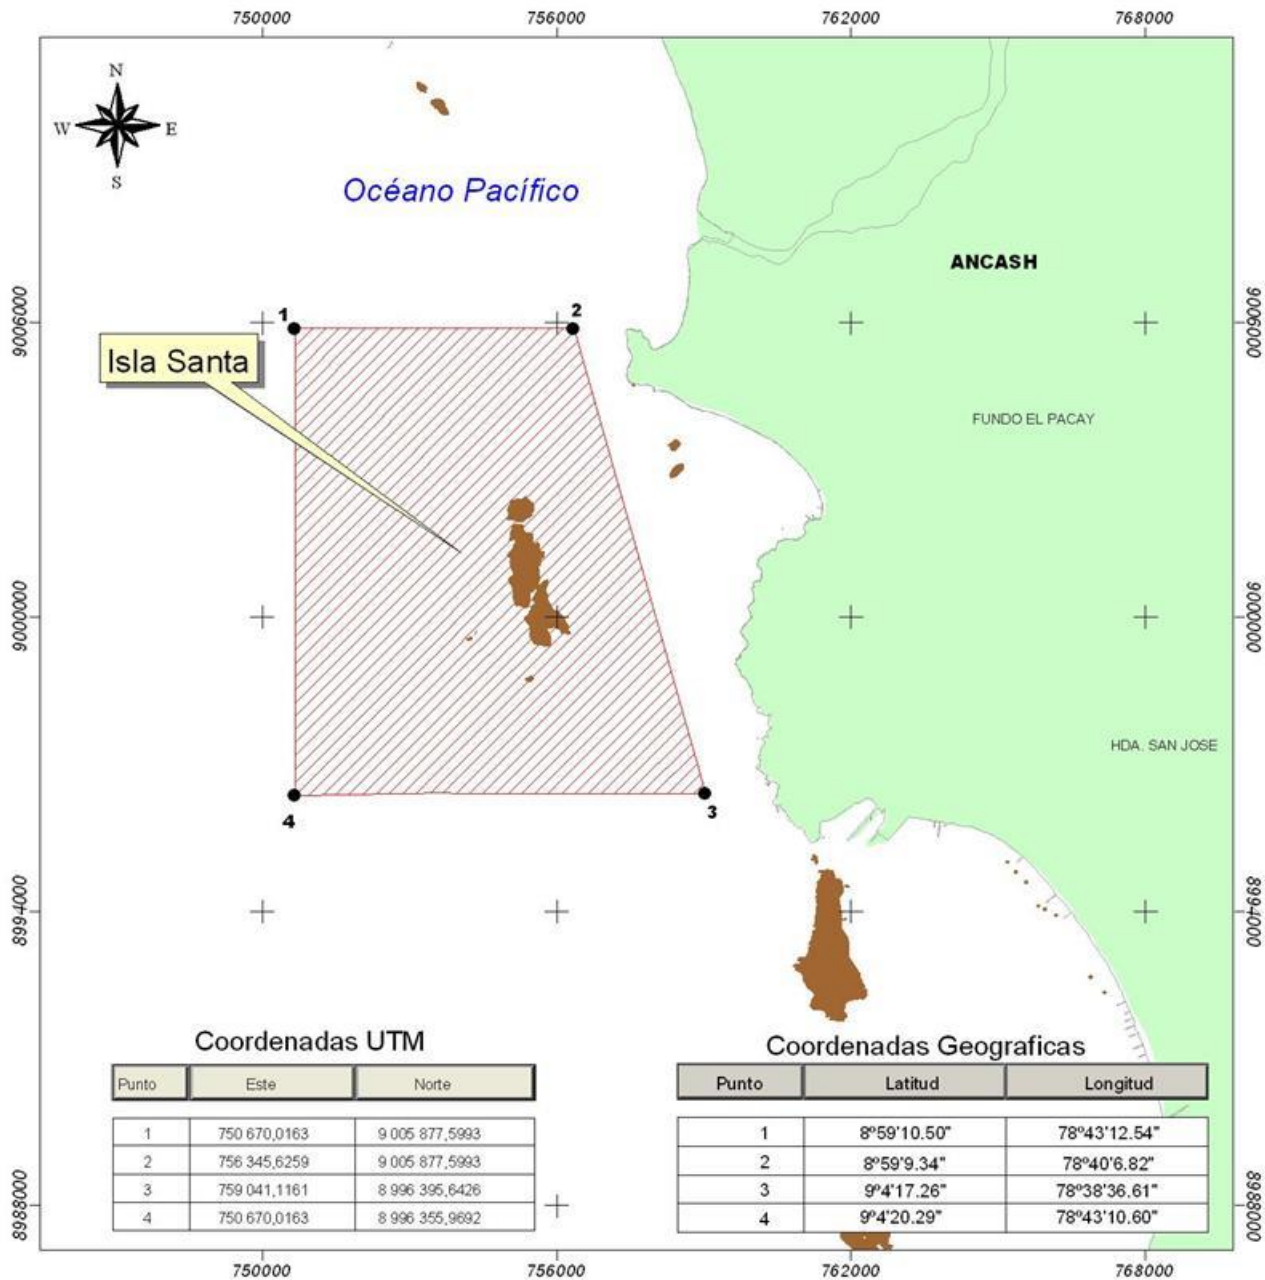 750000 756000 762000 768000
N
W E
S
Océano Pacífico
ANCASH
1 2
9006000 9006000
Isla Santa
FUNDO EL PACAY
9000000 9000000
HDA. SAN JOSE
4 3
8994000 8994000
Coordenadas UTM
Punto Este Norte
1 750 670,0163 9 005 877,5993
2 756 345,6259 9 005 877,5993
3 759 041,1161 8 996 395,6426
4 750 670,0163 8 996 355,9692
Coordenadas Geograficas
Punto Latitud Longitud
1 8º59'10.50" 78º43'12.54"
2 8º59'9.34" 78º40'6.82"
3 9º4'17.26" 78º38'36.61"
4 9º4'20.29" 78º43'10.60"
8988000 8988000
750000 756000 762000 768000